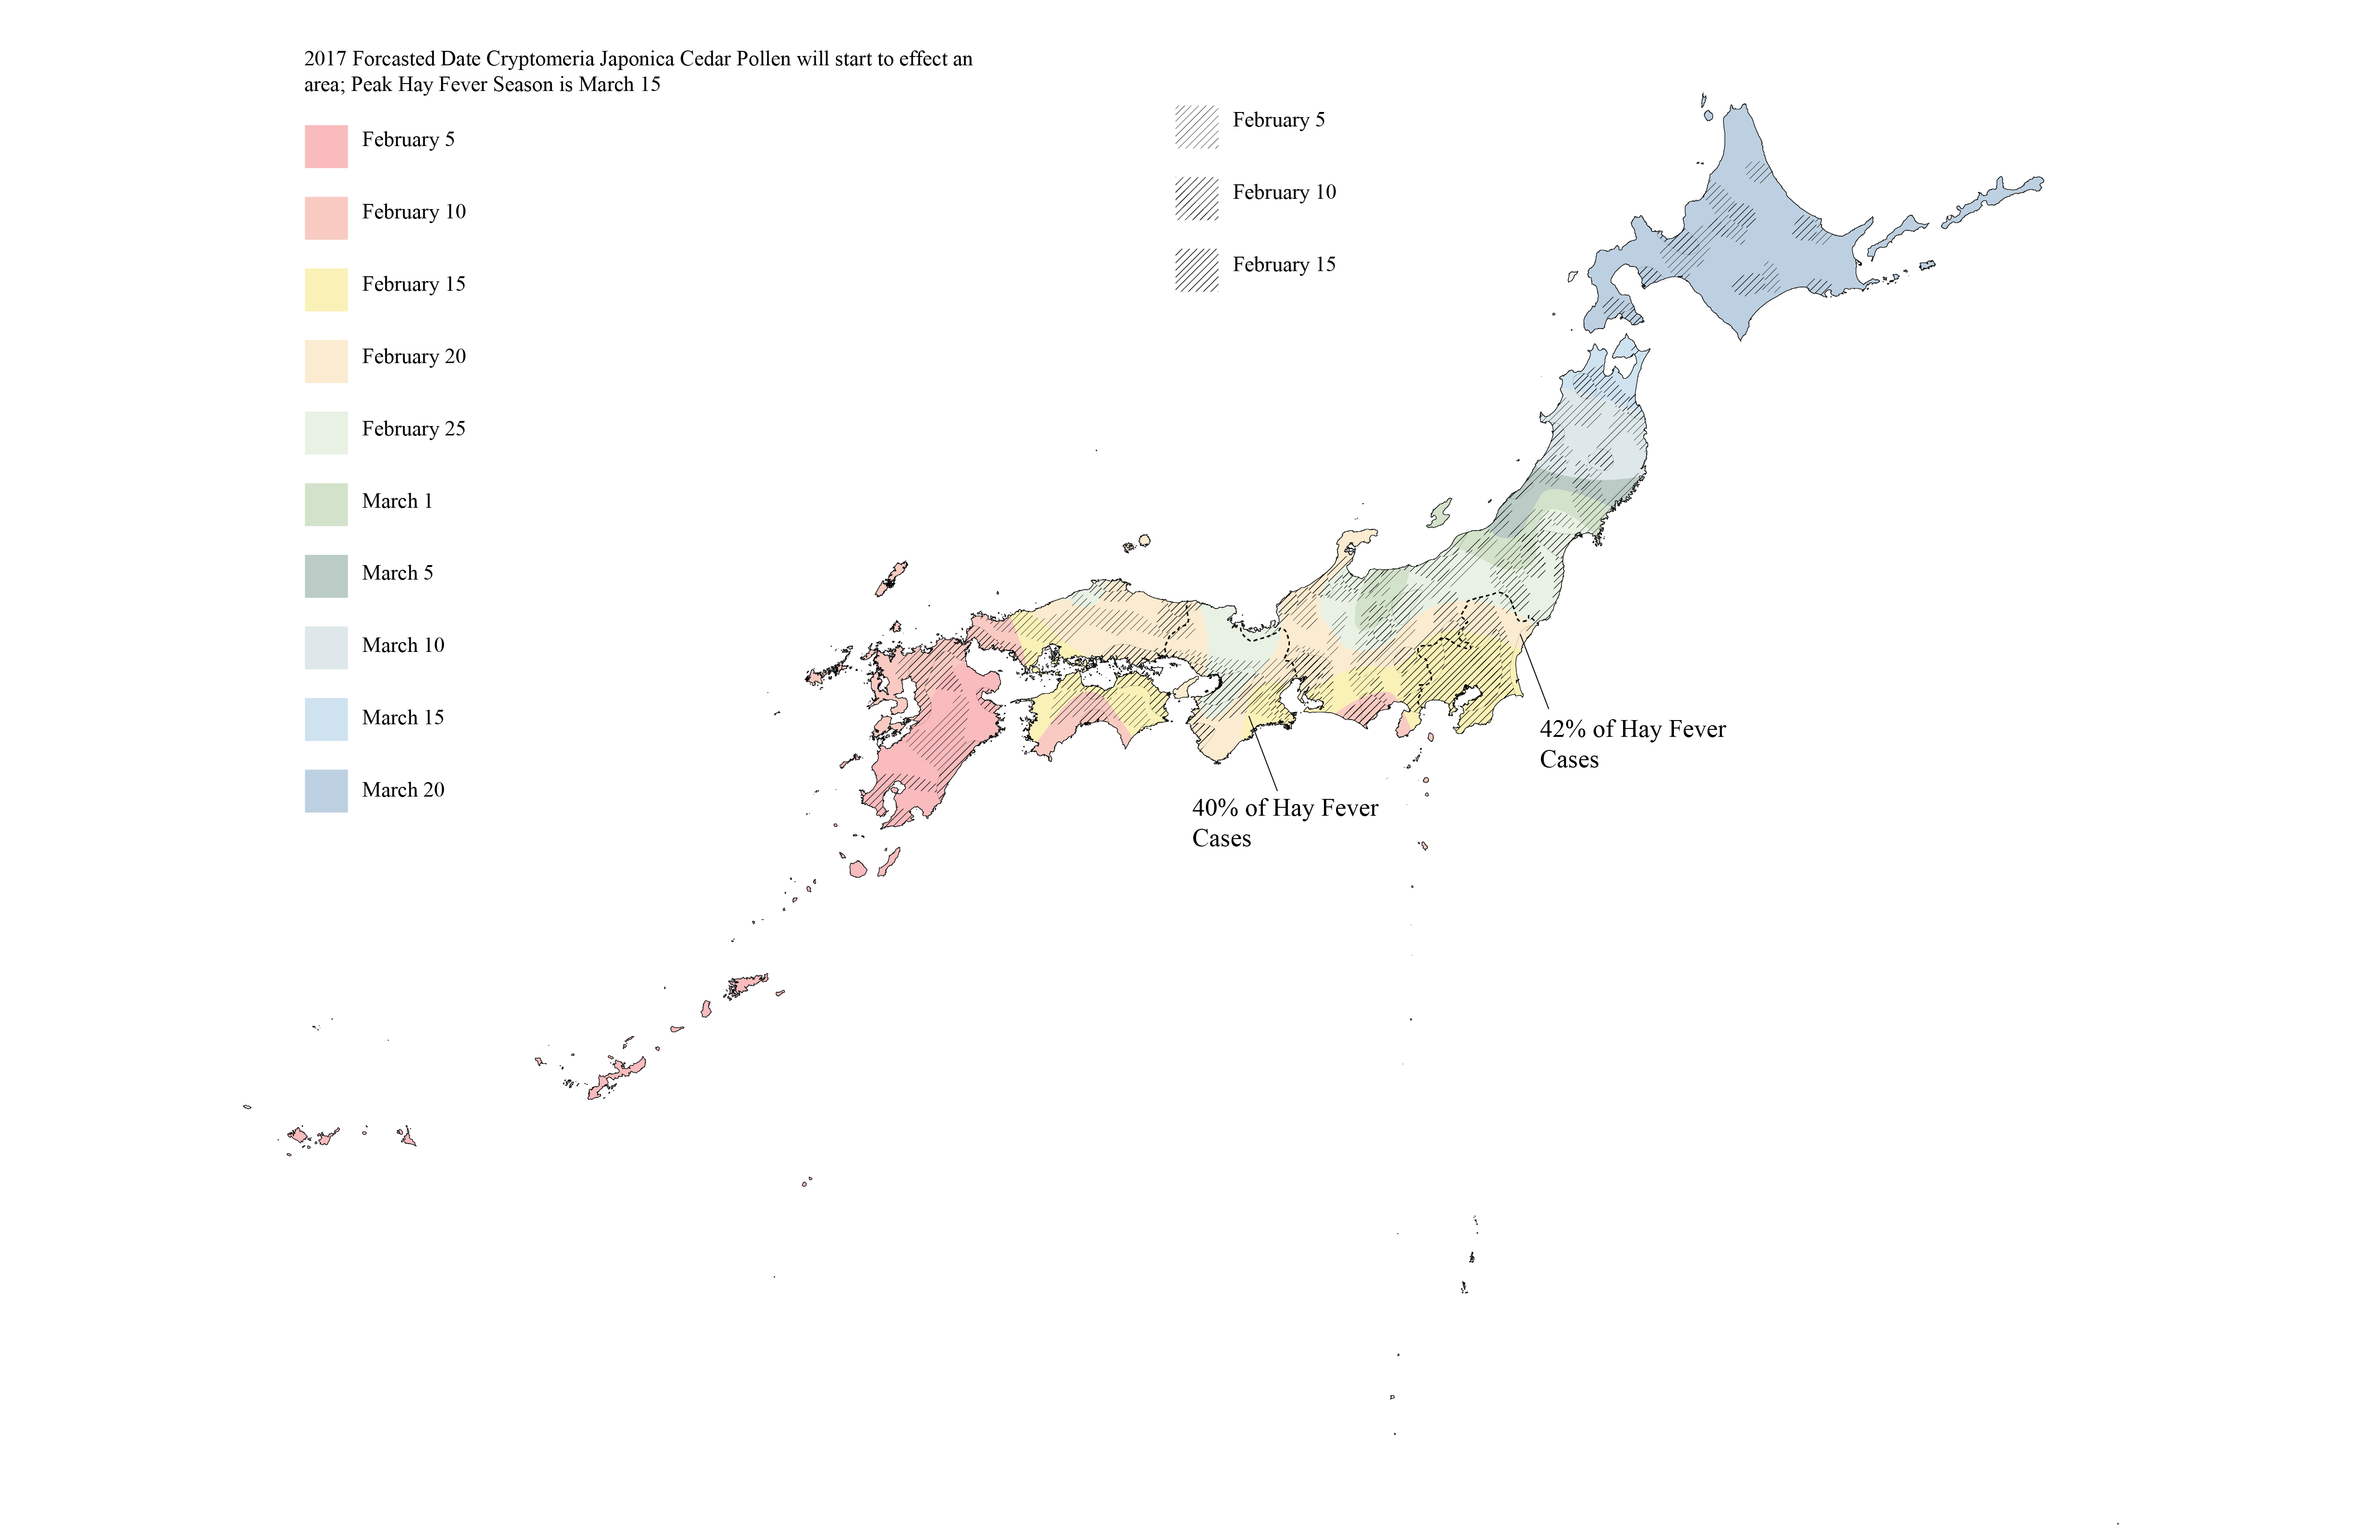 2017 Forcasted Date Cryptomeria Japonica Cedar Pollen will start to effect an
area; Peak Hay Fever Season is March 15
February 5
February 10
February 15
February 20
February 25
March 1
March 5
March 10
March 15
March 20
February 5
February 10
February 15
42% of Hay Fever
Cases
40% of Hay Fever
Cases